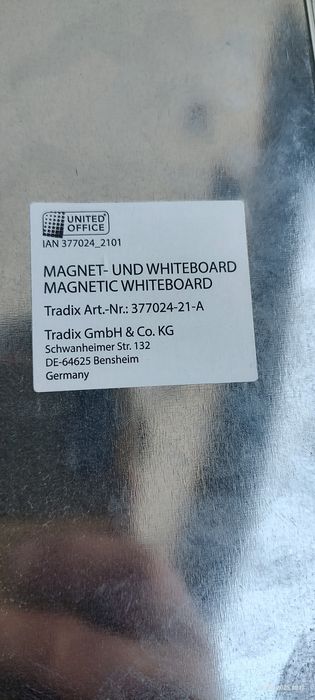 UNITED
OFFICE
IAN 377024_2101
MAGNET- UND WHITEBOARD
MAGNETIC WHITEBOARD
Tradix Art.-Nr.: 377024-21-A
Tradix GmbH & Co. KG
Schwanheimer Str. 132
DE-64625 Bensheim
Germany